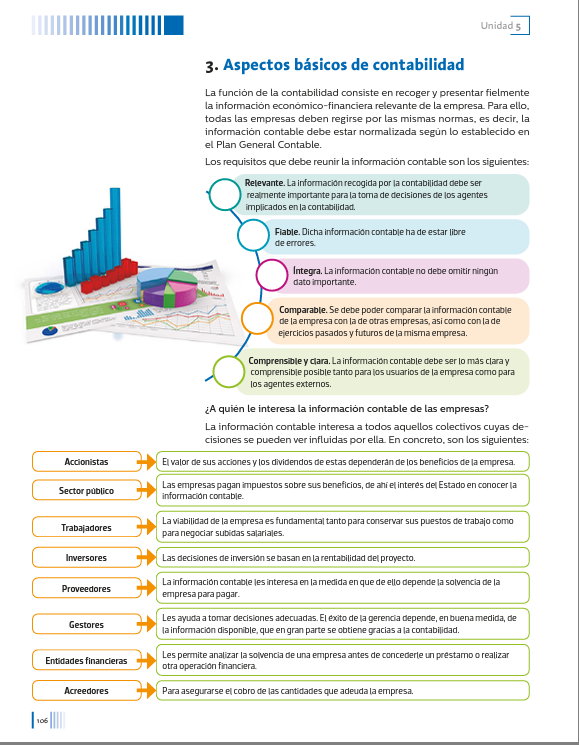 Unidad 5
3. Aspectos básicos de contabilidad
La función de la contabilidad consiste en recoger y presentar fielmente
la información económico-financiera relevante de la empresa. Para ello,
todas las empresas deben regirse por las mismas normas, es decir, la
información contable debe estar normalizada según lo establecido en
el Plan General Contable.
Los requisitos que debe reunir la información contable son los siguientes:
Relevante. La información recogida por la contabilidad debe ser
realmente importante para la toma de decisiones de los agentes
implicados en la contabilidad.
Fiable. Dicha información contable ha de estar libre
de errores.
Íntegra. La información contable no debe omitir ningún
dato importante.
Comparable. Se debe poder comparar la información contable
de la empresa con la de otras empresas, así como con la de
ejercicios pasados y futuros de la misma empresa.
Comprensible y clara. La información contable debe ser lo más clara y
comprensible posible tanto para los usuarios de la empresa como para
los agentes externos.
¿A quién le interesa la información contable de las empresas?
La información contable interesa a todos aquellos colectivos cuyas de-
cisiones se pueden ver influidas por ella. En concreto, son los siguientes:
Accionistas
El valor de sus acciones y los dividendos de estas dependerán de los beneficios de la empresa.
Sector público
Las empresas pagan impuestos sobre sus beneficios, de ahí el interés del Estado en conocer la
información contable.
Trabajadores
La viabilidad de la empresa es fundamental tanto para conservar sus puestos de trabajo como
para negociar subidas salariales.
Inversores
Las decisiones de inversión se basan en la rentabilidad del proyecto.
Proveedores
La información contable les interesa en la medida en que de ello depende la solvencia de la
empresa para pagar.
Gestores
Les ayuda a tomar decisiones adecuadas. El éxito de la gerencia depende, en buena medida, de
la información disponible, que en gran parte se obtiene gracias a la contabilidad.
Entidades financieras
Les permite analizar la solvencia de una empresa antes de concederle un préstamo o realizar
otra operación financiera.
Acreedores
Para asegurarse el cobro de las cantidades que adeuda la empresa.
106